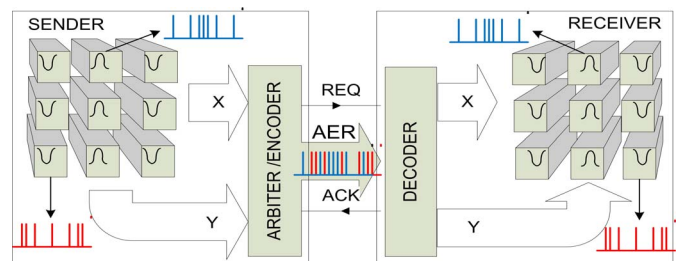 SENDER
RECEIVER
X
REQ
X
AER
ARBITER /ENCODER
DECODER
ACK
Y
Y